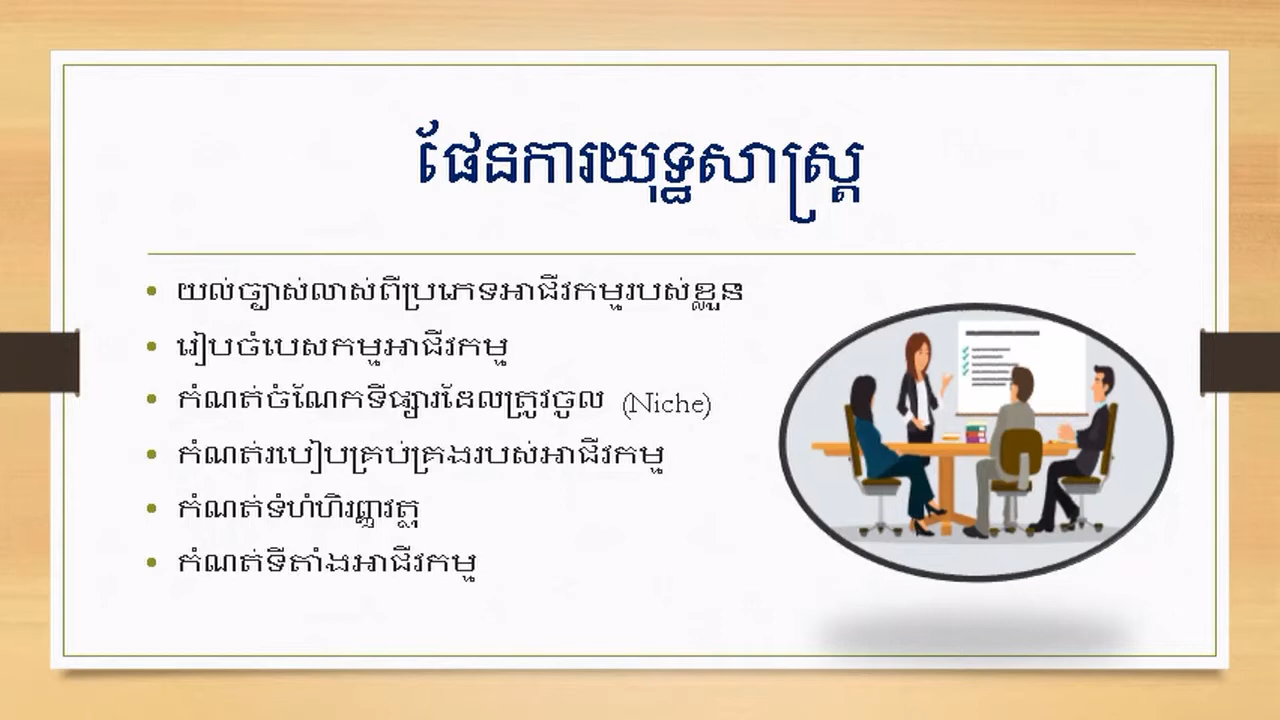 ផែនការយុទ្ធសាស្ត្រ
យល់ច្បាស់លាស់ពីប្រភេទអាជីវកម្មរបស់ខ្លួន
រៀបចំបេសកម្មអាជីវកម្ម
កំណត់ចំណែកទីផ្សារដែលត្រូវចូល (Niche)
កំណត់របៀបគ្រប់គ្រងរបស់អាជីវកម្ម
កំណត់ទំហំហិរញ្ញវត្ថុ
កំណត់ទីតាំងអាជីវកម្ម